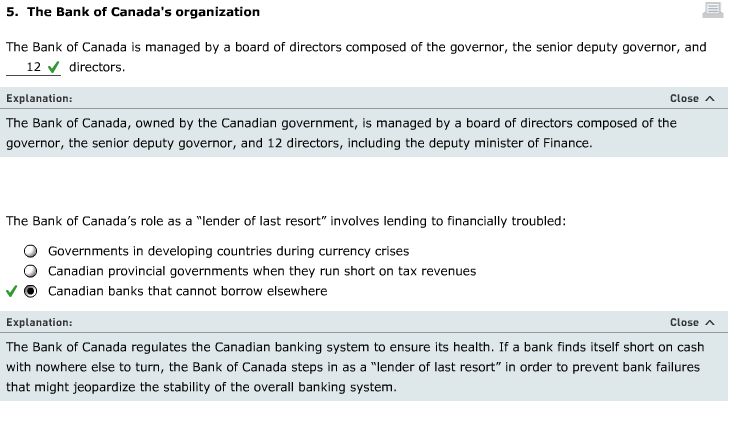 5. The Bank of Canada's organization
The Bank of Canada is managed by a board of directors composed of the governor, the senior deputy governor, and
12 ✓ directors.
Explanation: Close ^
The Bank of Canada, owned by the Canadian government, is managed by a board of directors composed of the
governor, the senior deputy governor, and 12 directors, including the deputy minister of Finance.
The Bank of Canada's role as a “lender of last resort” involves lending to financially troubled:
Governments in developing countries during currency crises
Canadian provincial governments when they run short on tax revenues
Canadian banks that cannot borrow elsewhere
Explanation: Close ^
The Bank of Canada regulates the Canadian banking system to ensure its health. If a bank finds itself short on cash
with nowhere else to turn, the Bank of Canada steps in as a “lender of last resort” in order to prevent bank failures
that might jeopardize the stability of the overall banking system.